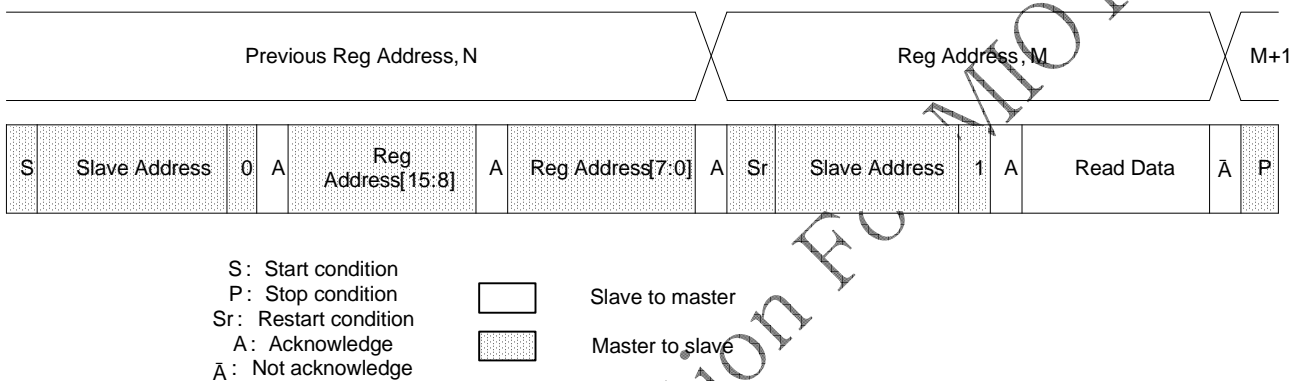 Previous Reg Address, N
Reg Address, M
M+1
S
Slave Address
0
A
Reg
Address[15:8]
A
Reg Address[7:0]
A
Sr
Slave Address
1
A
Read Data
Ā
P
S: Start condition
P: Stop condition
Sr: Restart condition
A: Acknowledge
Ā: Not acknowledge
Slave to master
Master to slave